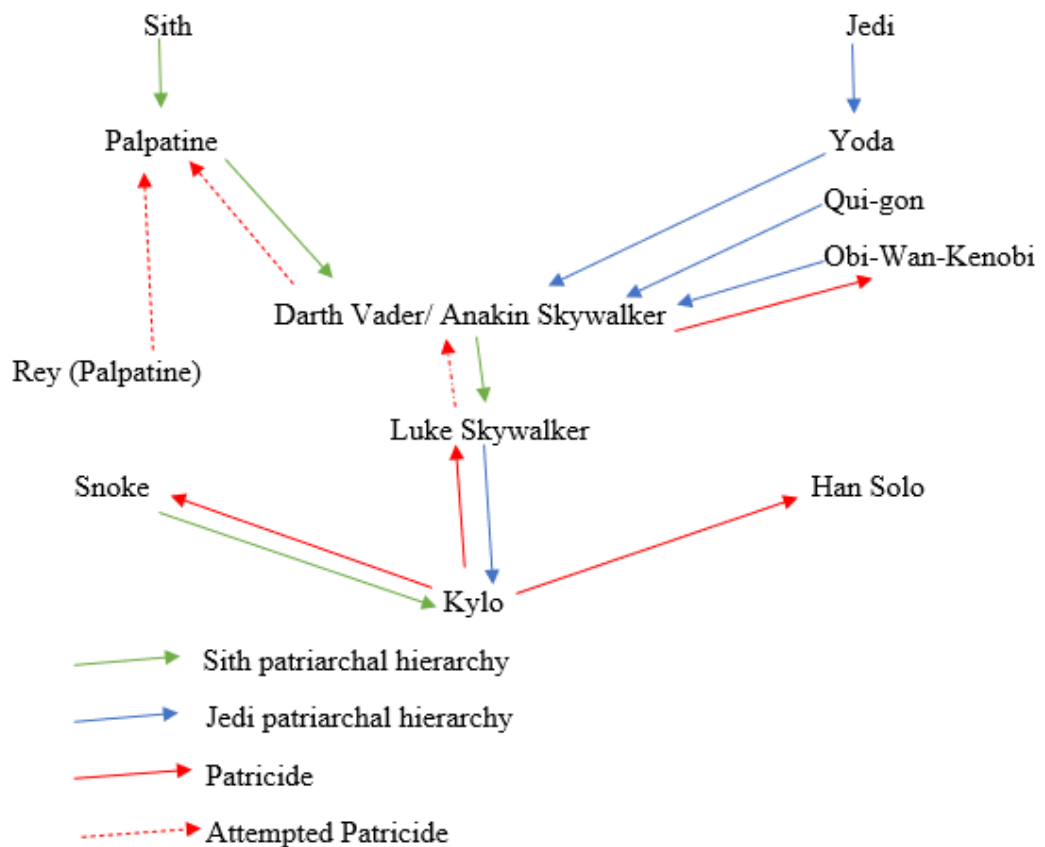 Sith
Jedi
Palpatine
Yoda
Qui-gon
Obi-Wan-Kenobi
Darth Vader/ Anakin Skywalker
Rey (Palpatine)
Luke Skywalker
Snoke
Han Solo
Kylo
Sith patriarchal hierarchy
Jedi patriarchal hierarchy
Patricide
Attempted Patricide